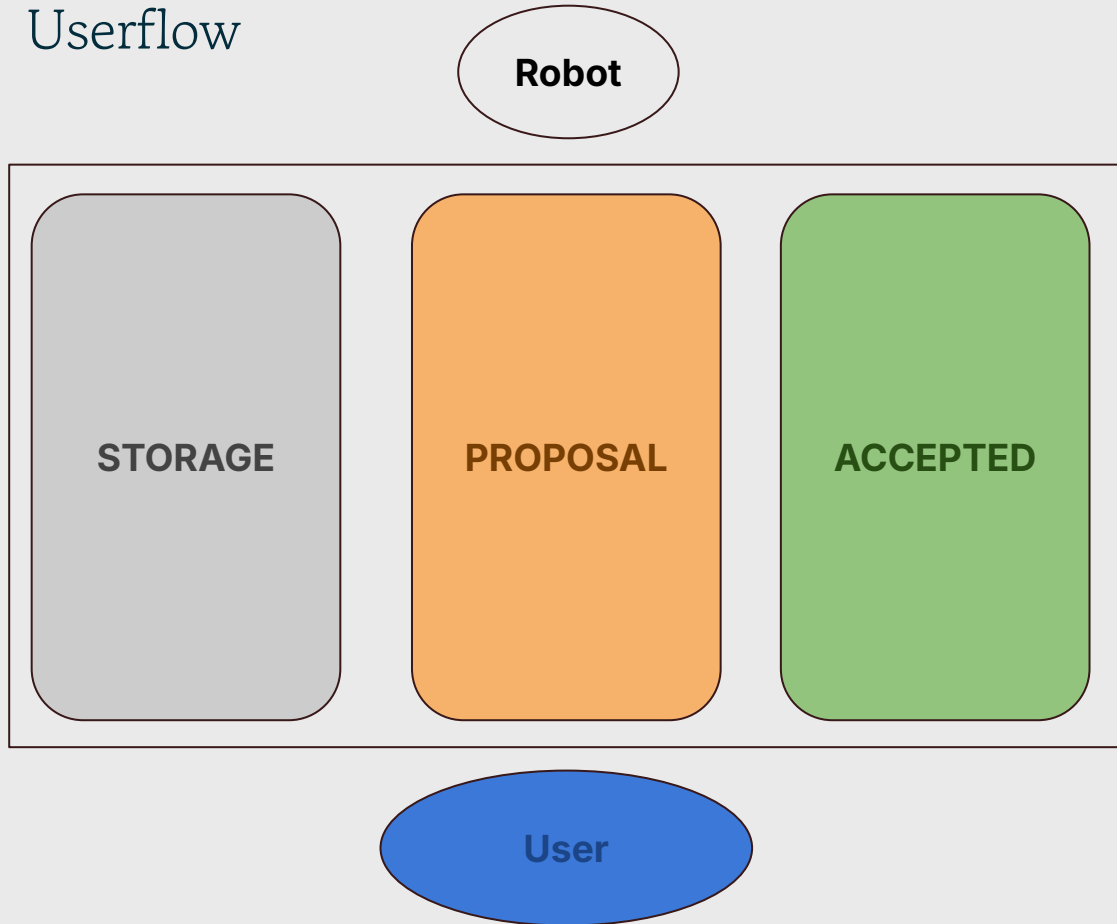 Userflow
Robot
STORAGE
PROPOSAL
ACCEPTED
User